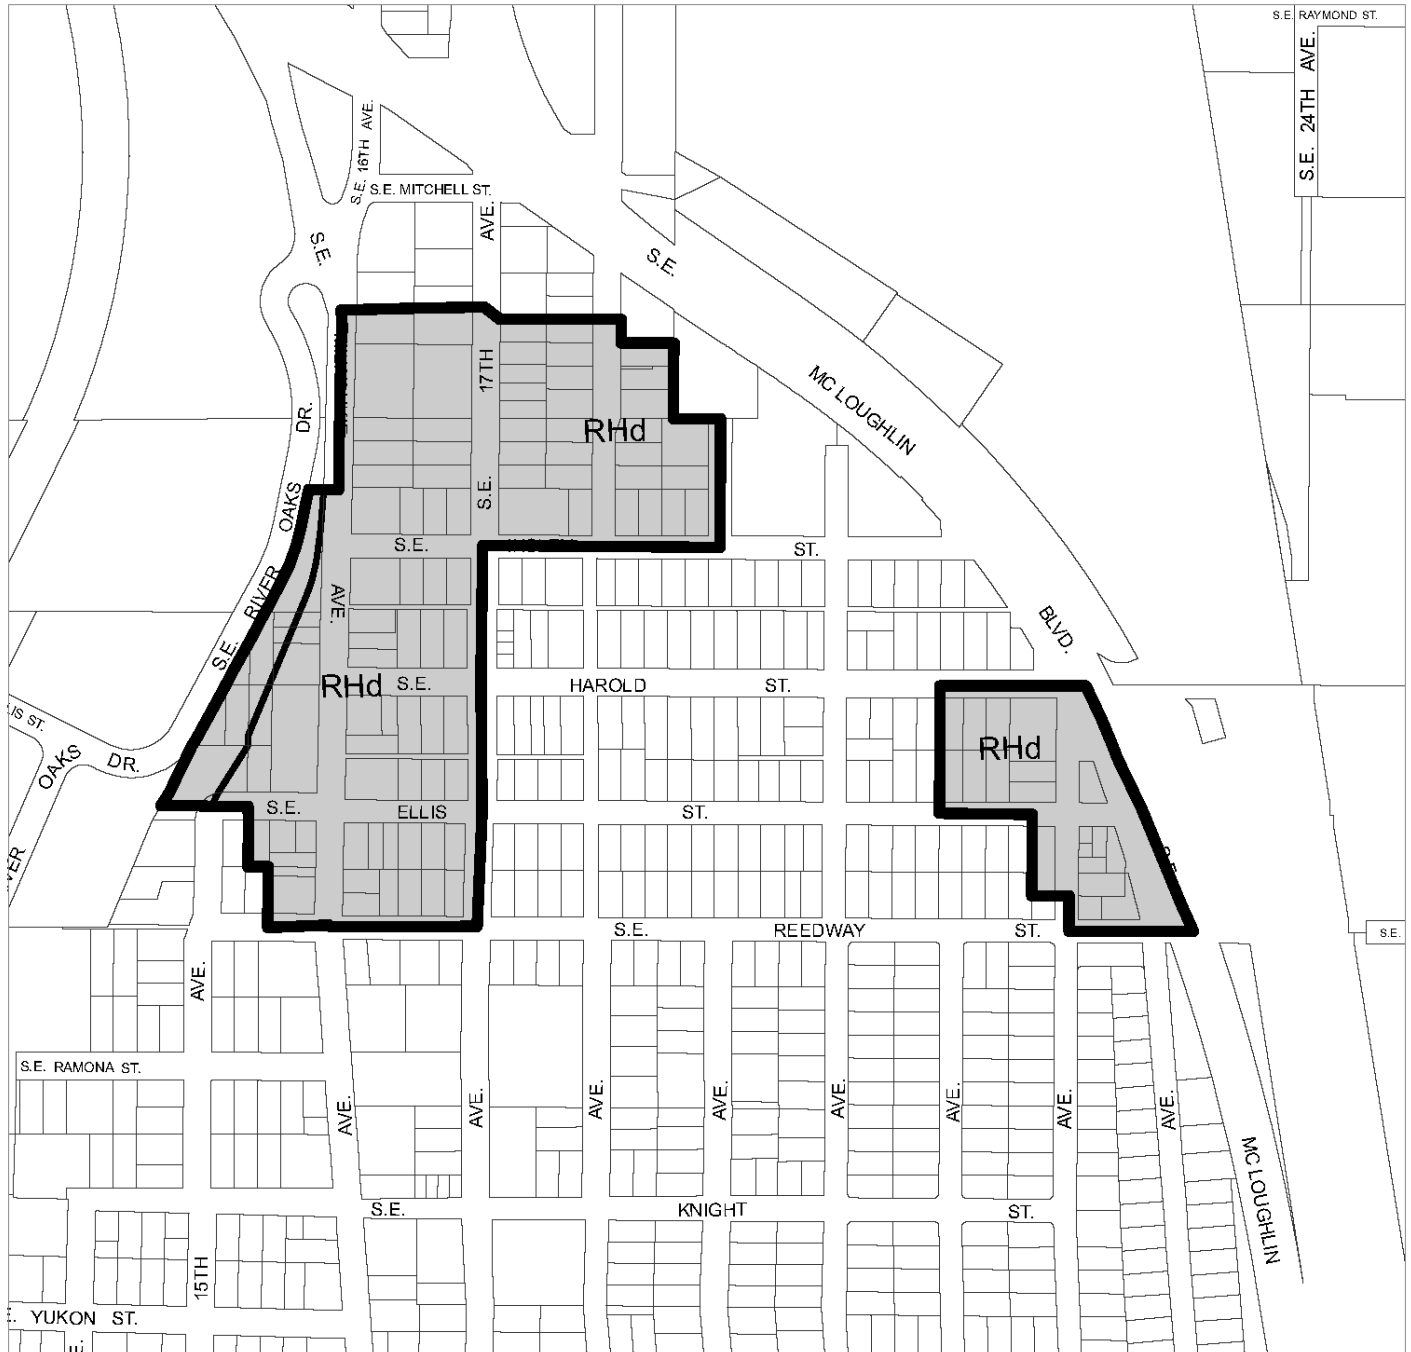 S.E. RAYMOND ST.
S.E. 24TH AVE.
S.E. 16TH AVE.
S.E. MITCHELL ST.
AVE.
S.E.
S.E.
MC LOUGHLIN
17TH
DR.
RHd
S.E.
OAKS
S.E.
ST.
RIVER
AVE.
BLVD.
S.E.
RHd
S.E.
HAROLD
ST.
ST.
RHd
OAKS
DR.
S.E.
ELLIS
ST.
S.E.
REEDWAY
ST.
S.E.
AVE.
S.E. RAMONA ST.
AVE.
AVE.
AVE.
AVE.
AVE.
AVE.
AVE.
AVE.
MC LOUGHLIN
S.E.
KNIGHT
ST.
15TH
YUKON ST.